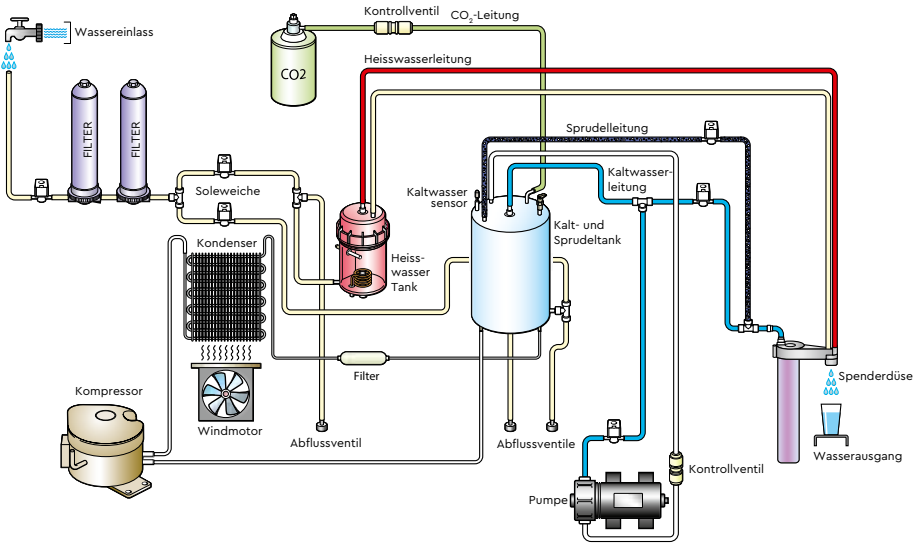 Kontrollventil
CO₂-Leitung
Wassereinlass
Heisswasserleitung
CO2
FILTER
FILTER
Sprudelleitung
Soleweiche
Kaltwasser
sensor
Kaltwasser-
leitung
Kalt- und
Sprudeltank
Kondenser
Heiss-
wasser
Tank
Filter
Spenderdüse
Kompressor
Windmotor
Abflussventil
Abflussventile
Wasserausgang
Kontrollventil
Pumpe